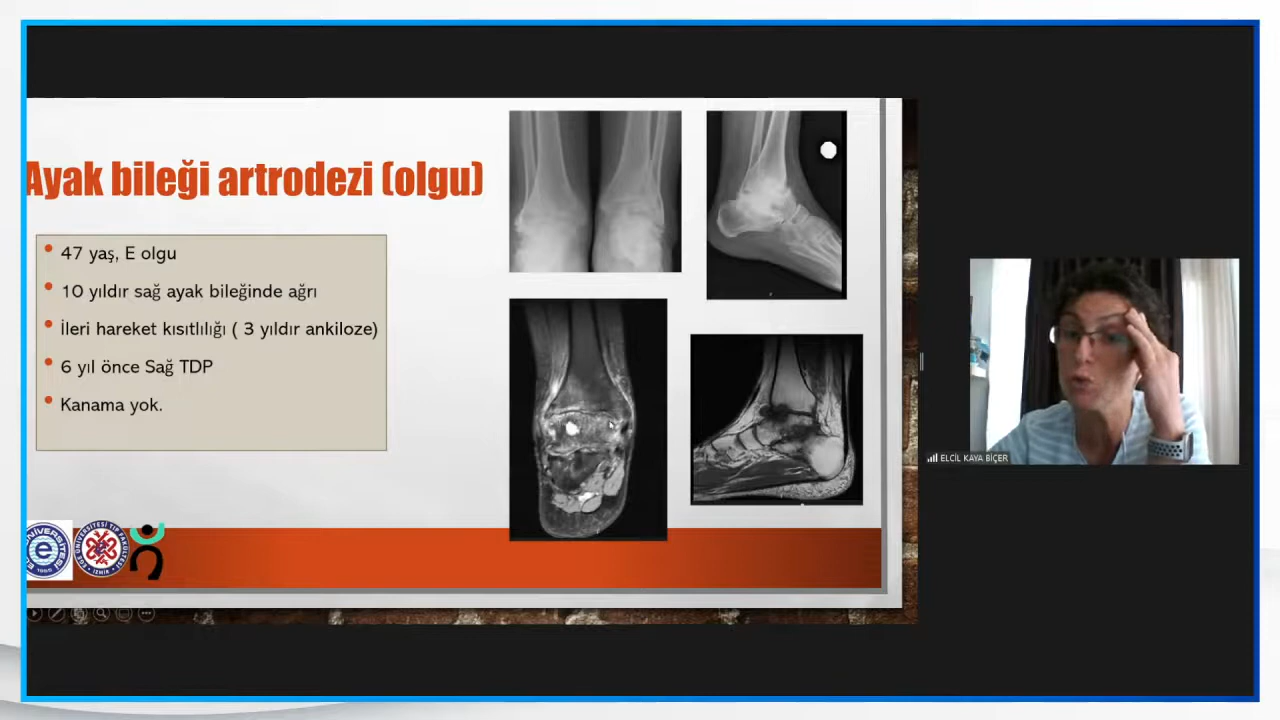 Ayak bileği artrodezi (olgu)
47 yaş, E olgu
10 yıldır sağ ayak bileğinde ağrı
İleri hareket kısıtlılığı ( 3 yıldır ankiloze)
6 yıl önce Sağ TDP
Kanama yok.
ELCİL KAYA BİÇER